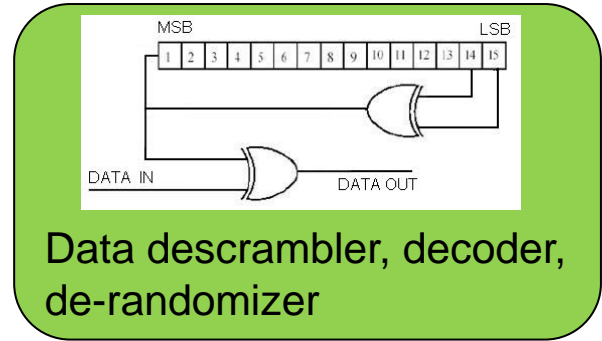 MSB LSB
1 2 3 4 5 6 7 8 9 10 11 12 13 14 15
DATA IN
DATA OUT
Data descrambler, decoder,
de-randomizer